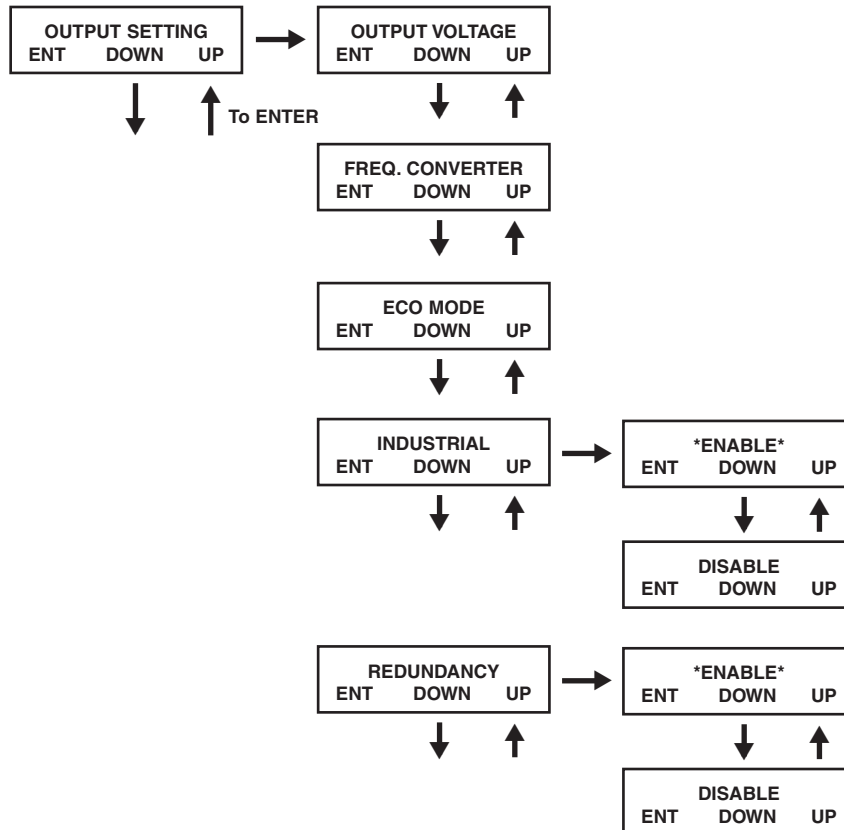 OUTPUT SETTING
ENT DOWN UP
OUTPUT VOLTAGE
ENT DOWN UP
To ENTER
FREQ. CONVERTER
ENT DOWN UP
ECO MODE
ENT DOWN UP
INDUSTRIAL
ENT DOWN UP
*ENABLE*
ENT DOWN UP
DISABLE
ENT DOWN UP
REDUNDANCY
ENT DOWN UP
*ENABLE*
ENT DOWN UP
DISABLE
ENT DOWN UP